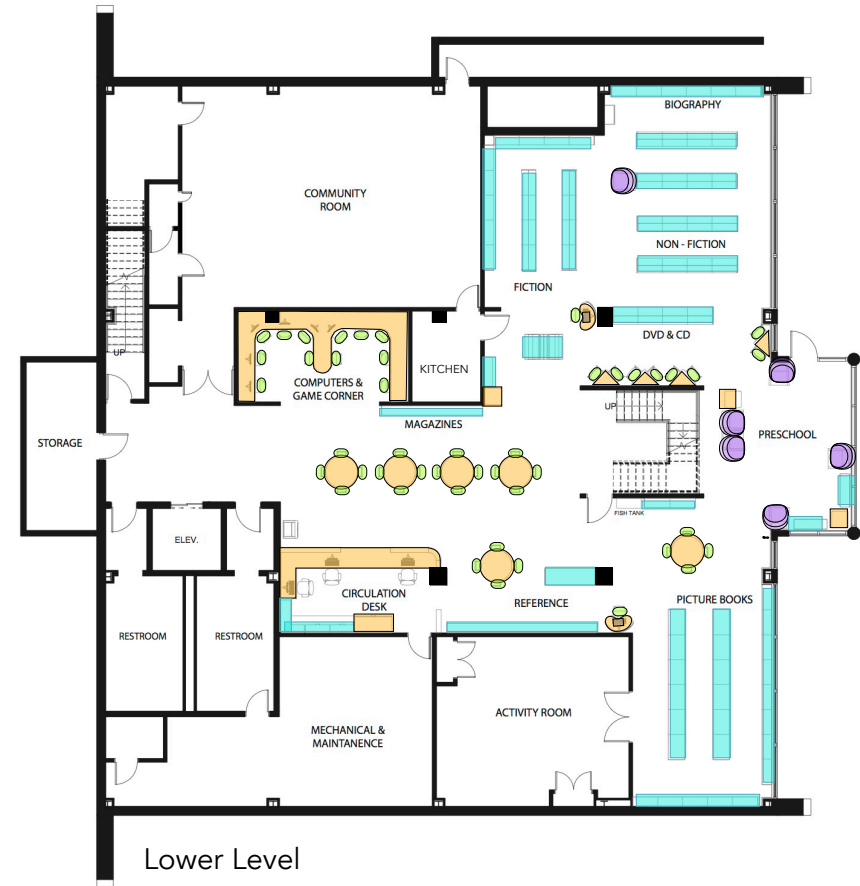 BIOGRAPHY
COMMUNITY
ROOM
NON - FICTION
FICTION
DVD & CD
UP
KITCHEN
COMPUTERS &
GAME CORNER
MAGAZINES
UP
STORAGE
PRESCHOOL
FISH TANK
ELEV.
CIRCULATION
DESK
REFERENCE
PICTURE BOOKS
RESTROOM
RESTROOM
ACTIVITY ROOM
MECHANICAL &
MAINTANENCE
Lower Level